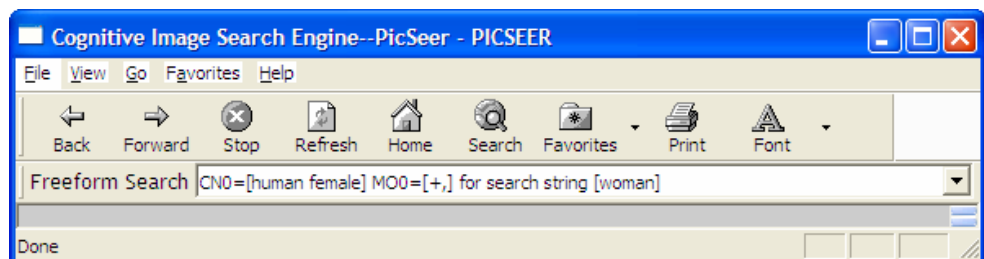 Cognitive Image Search Engine--PicSeer - PICSEER
File View Go Favorites Help
Back Forward Stop Refresh Home Search Favorites Print Font
Freeform Search CN0=[human female] MO0=[+,] for search string [woman]
Done